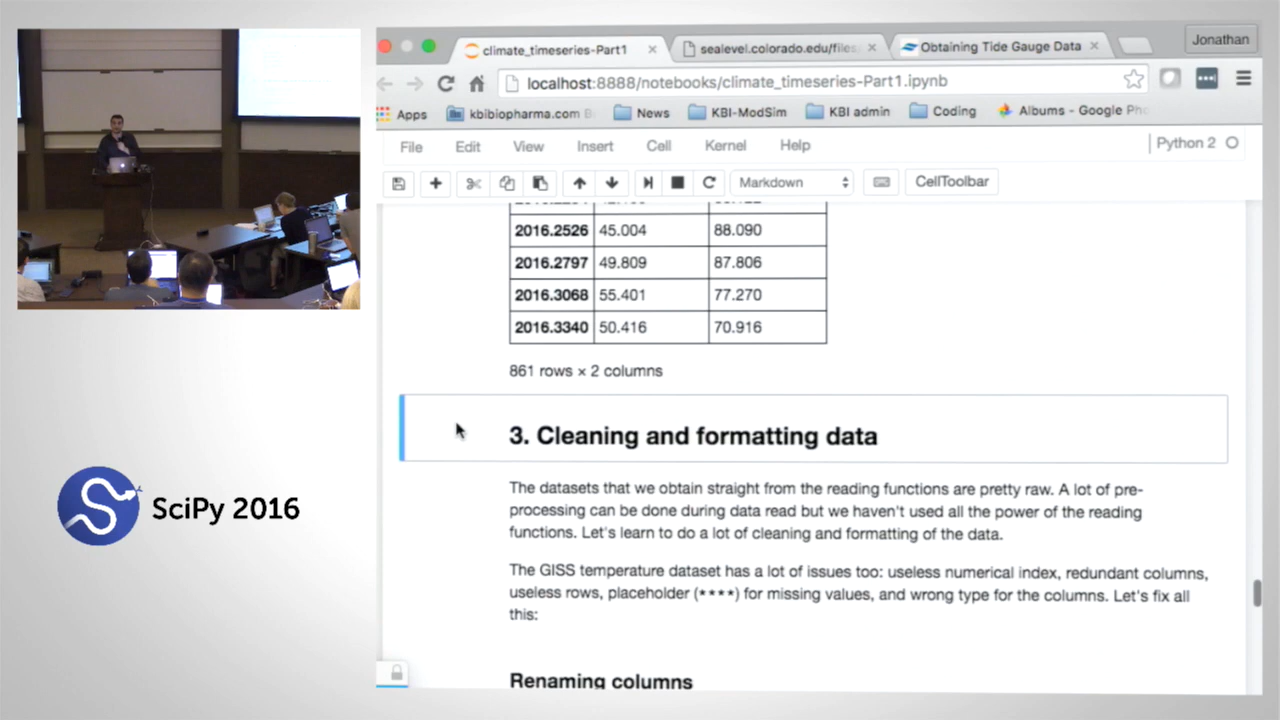 climate_timeseries-Part1
sealevel.colorado.edu/files
Obtaining Tide Gauge Data
Jonathan
localhost:8888/notebooks/climate_timeseries-Part1.ipynb
Apps
kbibiopharma.com
News
KBI-ModSim
KBI admin
Coding
Albums - Google Pho
File Edit View Insert Cell Kernel Help
Python 2
Markdown
CellToolbar
2016.2526 45.004 88.090
2016.2797 49.809 87.806
2016.3068 55.401 77.270
2016.3340 50.416 70.916
861 rows × 2 columns
3. Cleaning and formatting data
The datasets that we obtain straight from the reading functions are pretty raw. A lot of pre-
processing can be done during data read but we haven't used all the power of the reading
functions. Let's learn to do a lot of cleaning and formatting of the data.
The GISS temperature dataset has a lot of issues too: useless numerical index, redundant columns,
useless rows, placeholder (****) for missing values, and wrong type for the columns. Let's fix all
this:
Renaming columns
SciPy 2016